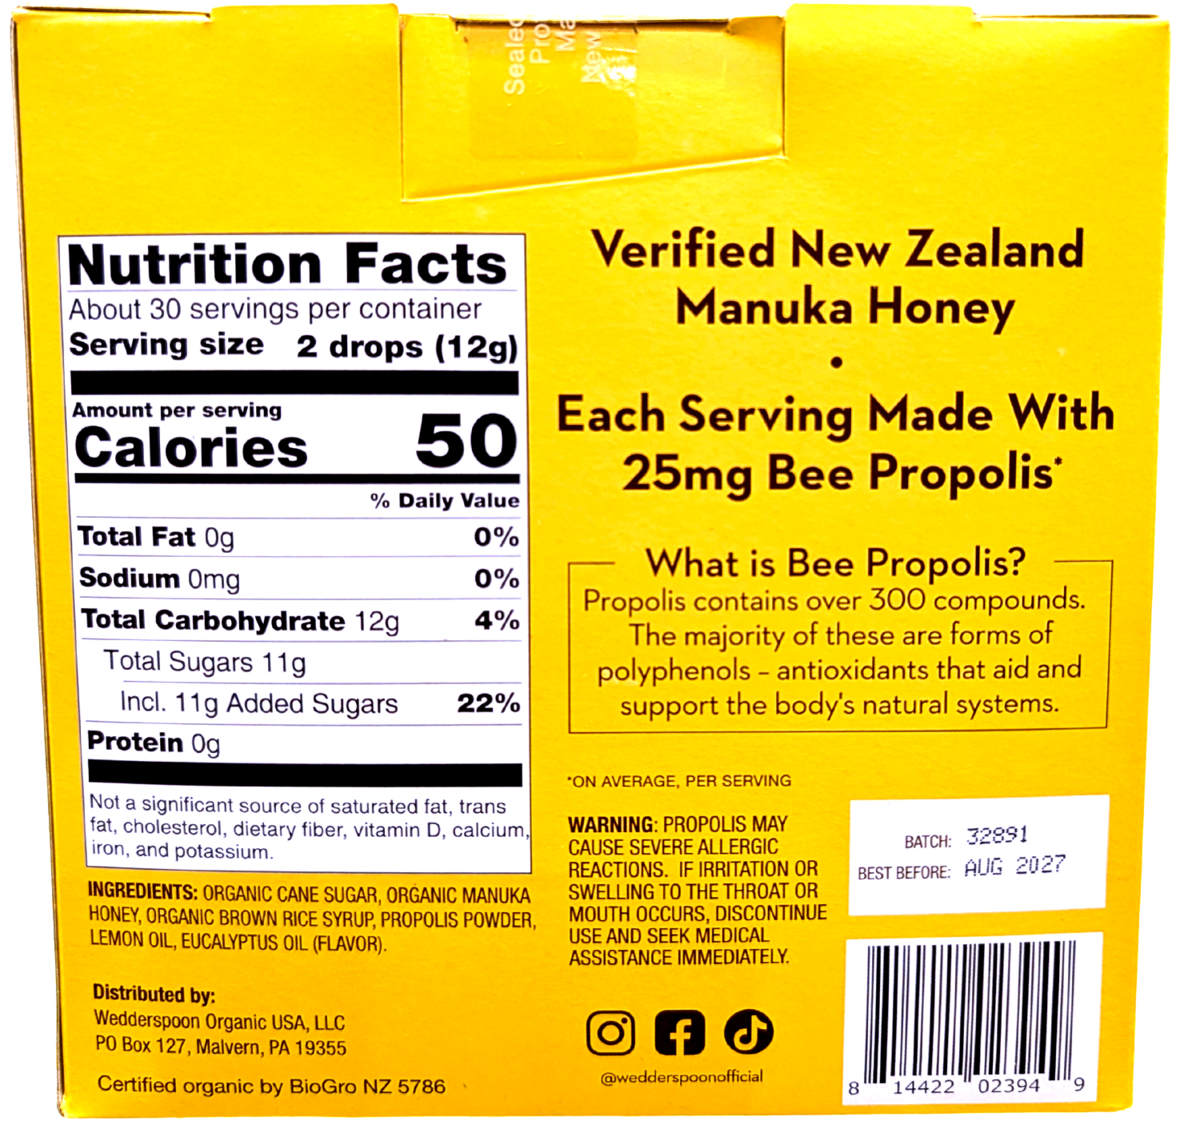 Sealed
Pro
Ma
New
Nutrition Facts
About 30 servings per container
Serving size 2 drops (12g)
Amount per serving
Calories 50
% Daily Value
Total Fat 0g 0%
Sodium 0mg 0%
Total Carbohydrate 12g 4%
Total Sugars 11g
Incl. 11g Added Sugars 22%
Protein 0g
Not a significant source of saturated fat, trans
fat, cholesterol, dietary fiber, vitamin D, calcium,
iron, and potassium.
INGREDIENTS: ORGANIC CANE SUGAR, ORGANIC MANUKA
HONEY, ORGANIC BROWN RICE SYRUP, PROPOLIS POWDER,
LEMON OIL, EUCALYPTUS OIL (FLAVOR).
Distributed by:
Wedderspoon Organic USA, LLC
PO Box 127, Malvern, PA 19355
Certified organic by BioGro NZ 5786
Verified New Zealand
Manuka Honey
•
Each Serving Made With
25mg Bee Propolis*
What is Bee Propolis?
Propolis contains over 300 compounds.
The majority of these are forms of
polyphenols – antioxidants that aid and
support the body's natural systems.
*ON AVERAGE, PER SERVING
WARNING: PROPOLIS MAY
CAUSE SEVERE ALLERGIC
REACTIONS. IF IRRITATION OR
SWELLING TO THE THROAT OR
MOUTH OCCURS, DISCONTINUE
USE AND SEEK MEDICAL
ASSISTANCE IMMEDIATELY.
@wedderspoonofficial
BATCH: 32891
BEST BEFORE: AUG 2027
8 14422 02394 9